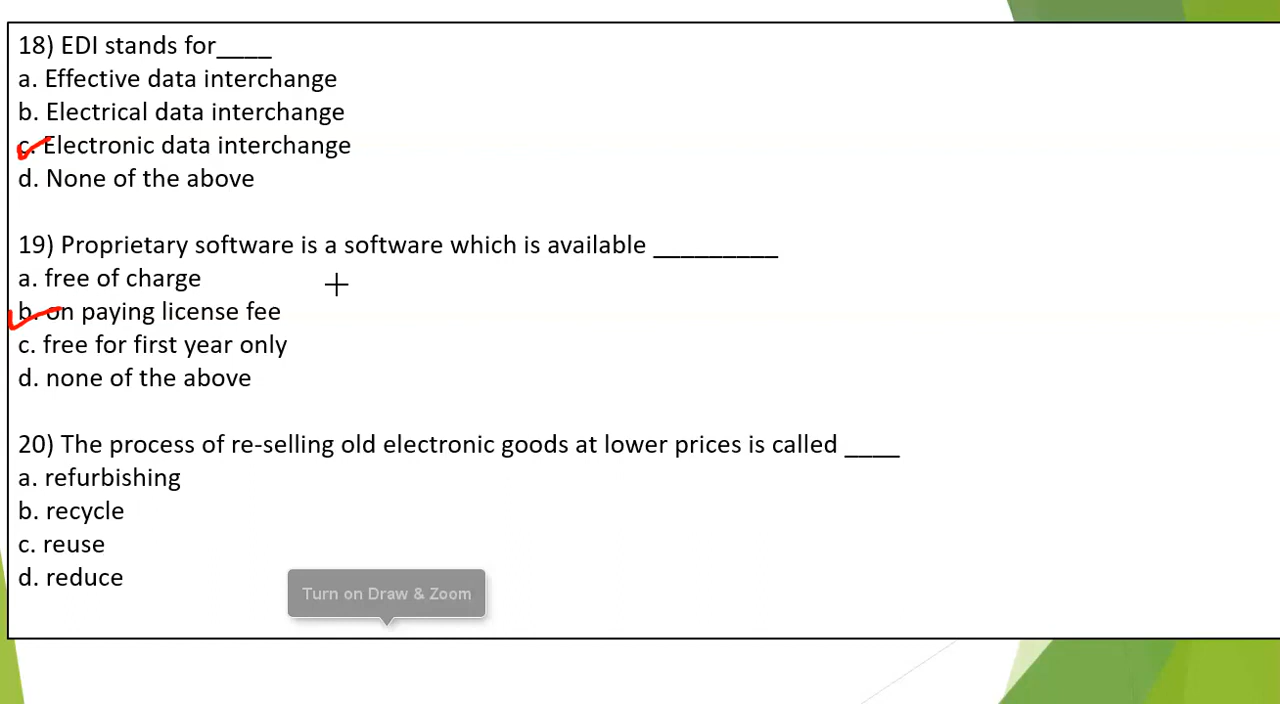 18) EDI stands for____
a. Effective data interchange
b. Electrical data interchange
c. Electronic data interchange
d. None of the above
19) Proprietary software is a software which is available _________
a. free of charge
b. on paying license fee
c. free for first year only
d. none of the above
20) The process of re-selling old electronic goods at lower prices is called ____
a. refurbishing
b. recycle
c. reuse
d. reduce
Turn on Draw & Zoom